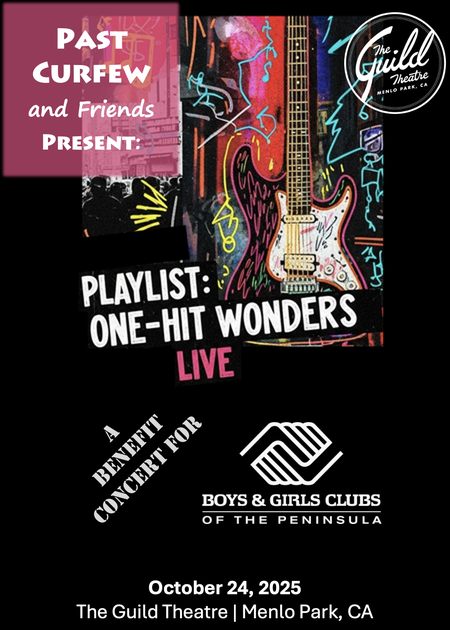 PAST
CURFEW
and Friends
PRESENT:
The
Guild
Theatre
MENLO PARK, CA
PLAYLIST:
ONE-HIT WONDERS
LIVE
A
BENEFIT
CONCERT FOR
BOYS & GIRLS CLUBS
OF THE PENINSULA
October 24, 2025
The Guild Theatre | Menlo Park, CA